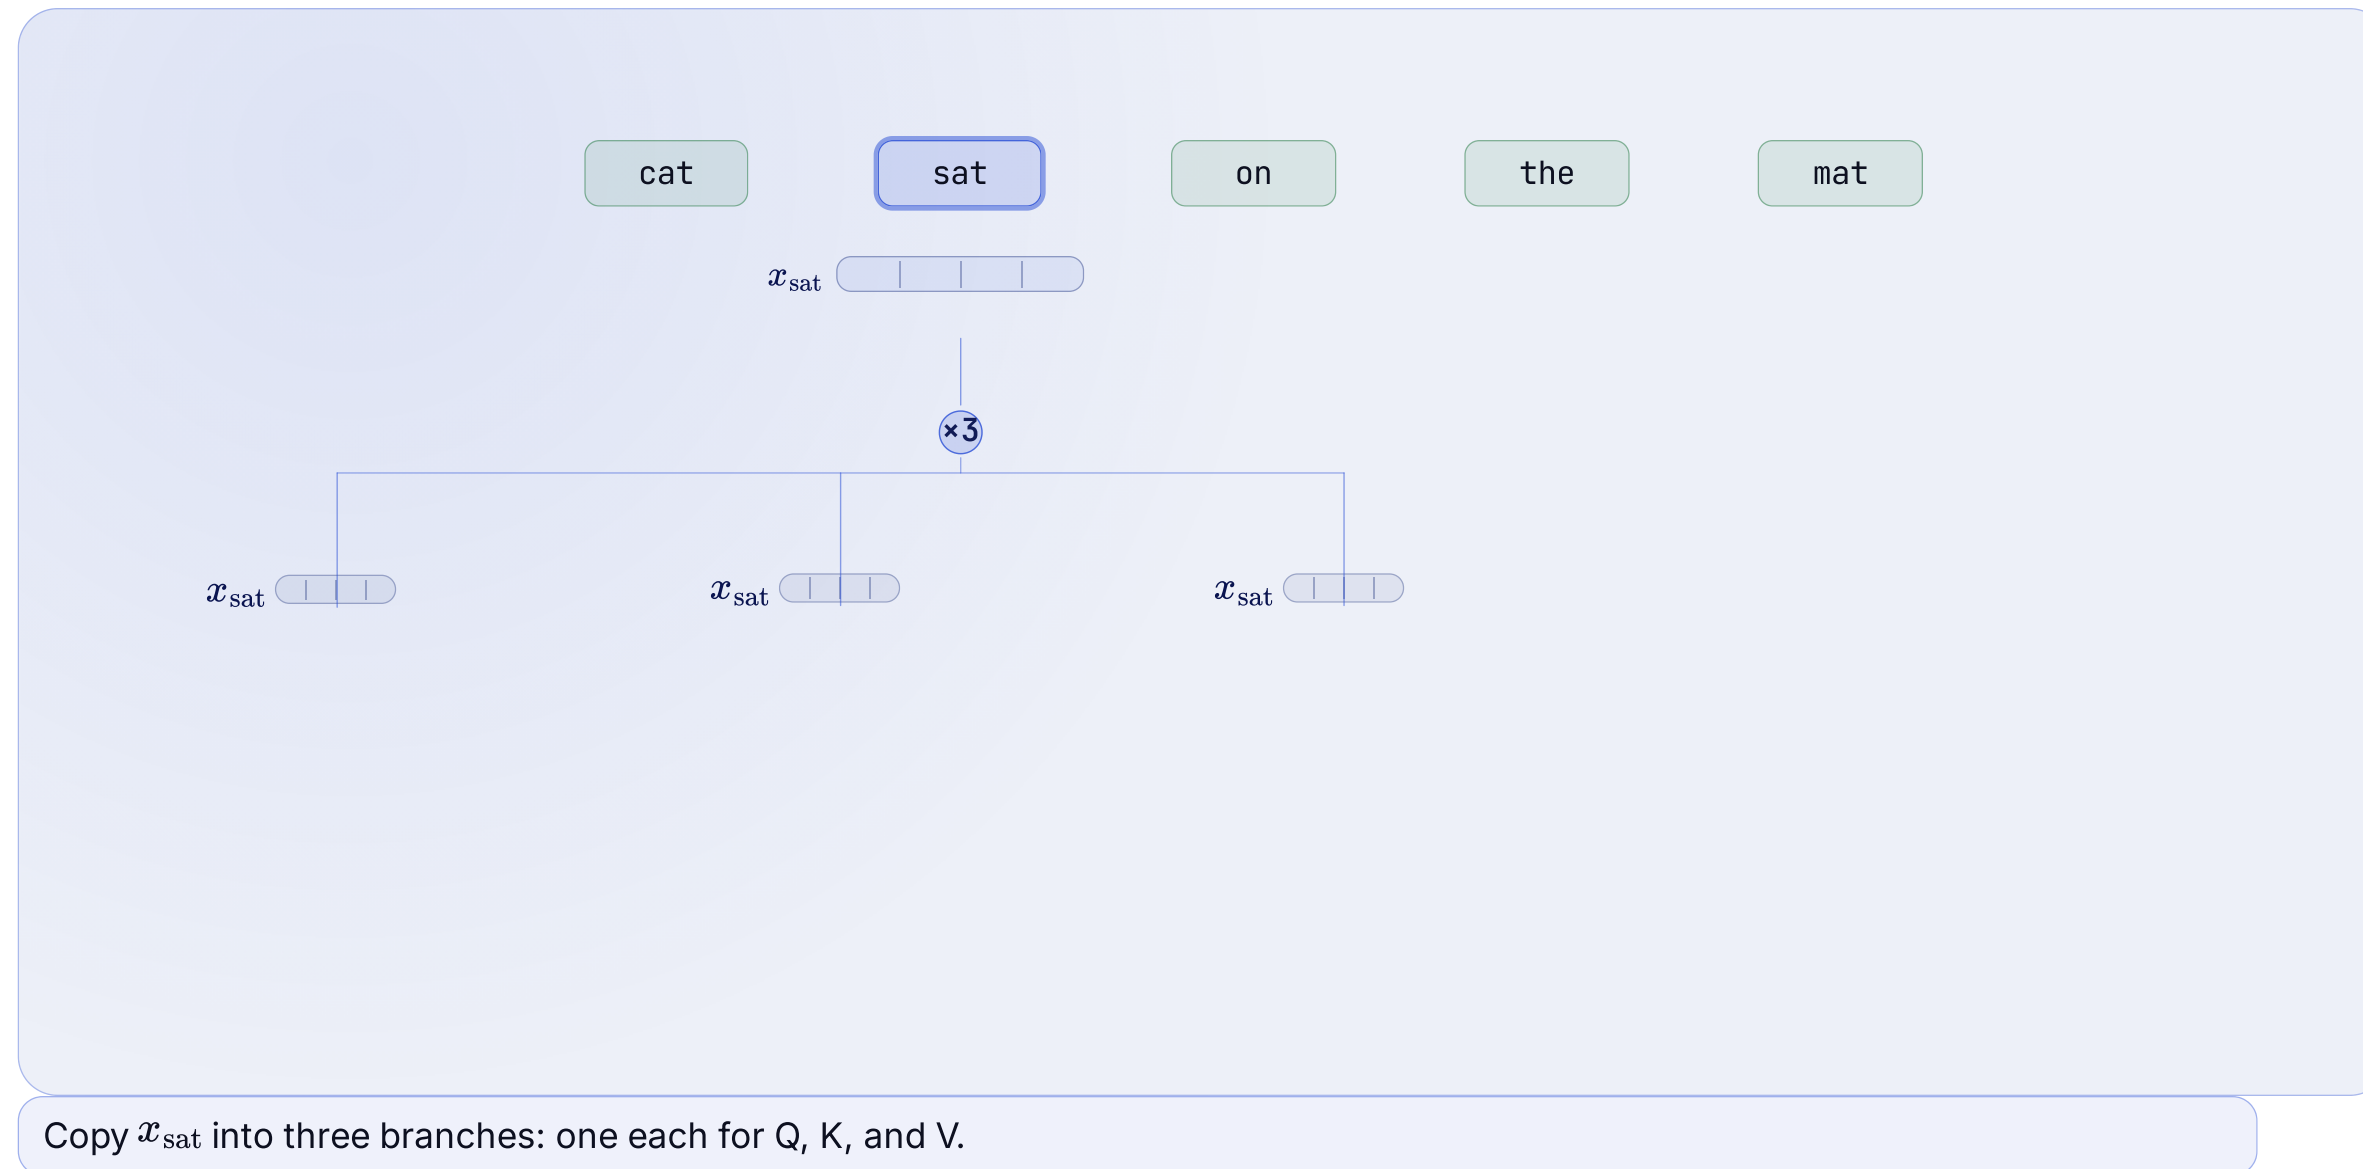 cat sat on the mat
x_sat
×3
x_sat x_sat x_sat
Copy x_sat into three branches: one each for Q, K, and V.